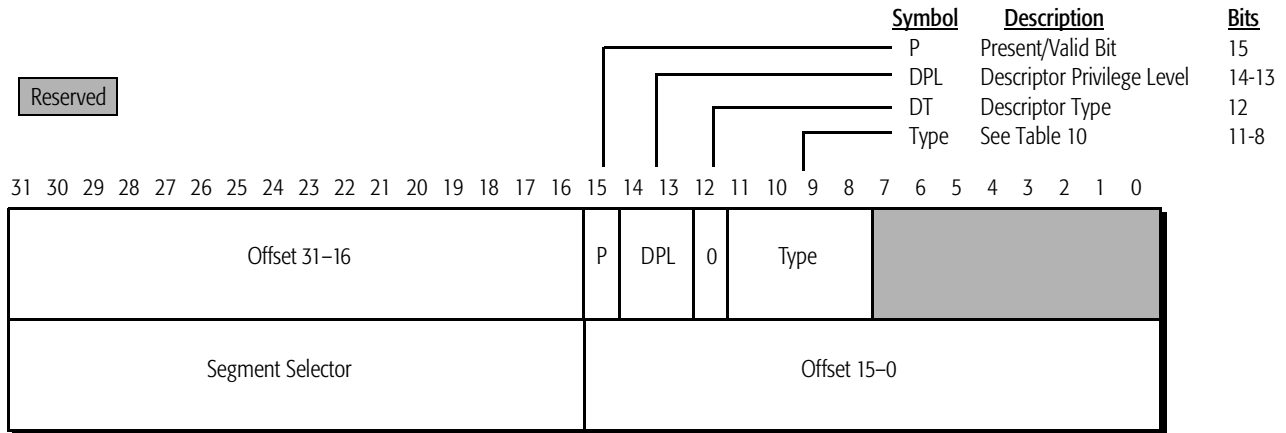 Symbol Description Bits
P Present/Valid Bit 15
DPL Descriptor Privilege Level 14-13
DT Descriptor Type 12
Type See Table 10 11-8
Reserved
31 30 29 28 27 26 25 24 23 22 21 20 19 18 17 16 15 14 13 12 11 10 9 8 7 6 5 4 3 2 1 0
Offset 31–16 P DPL 0 Type
Segment Selector Offset 15–0